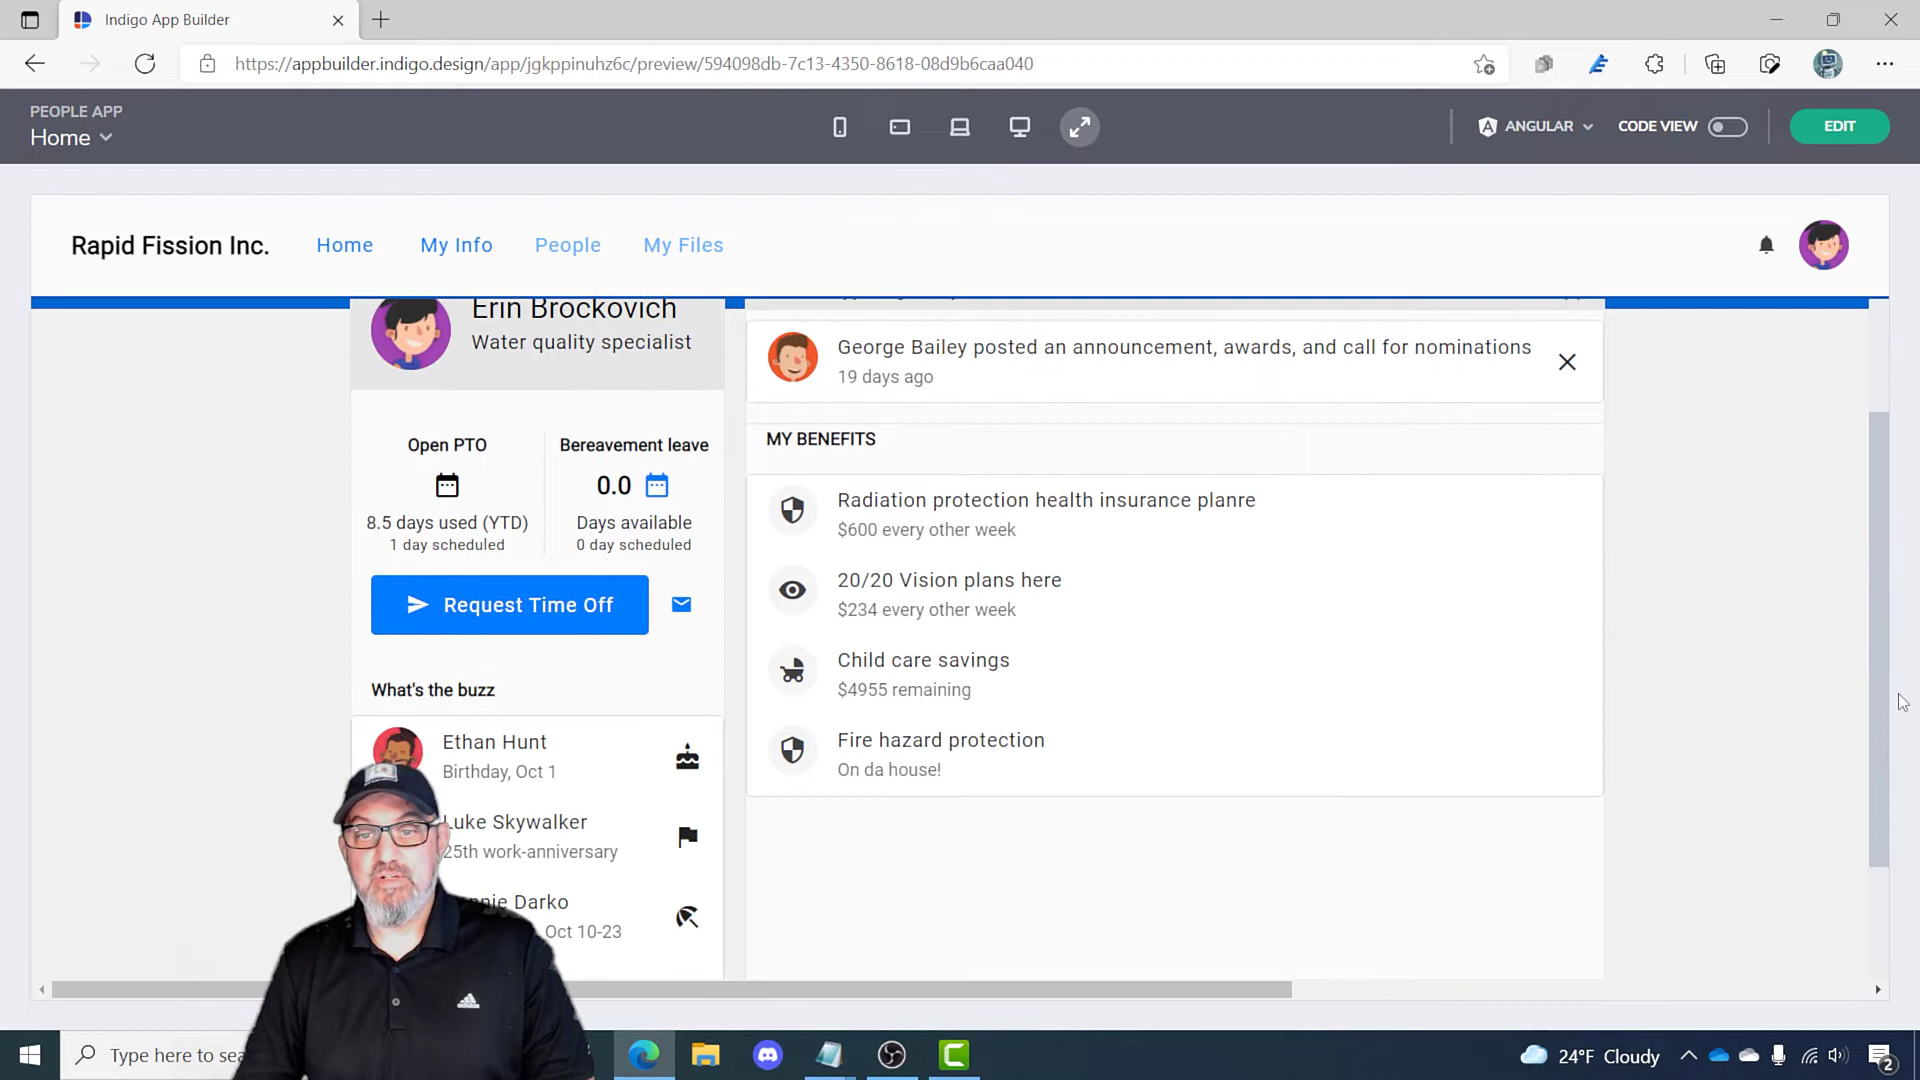 Indigo App Builder
https://appbuilder.indigo.design/app/jgkppinuhz6c/preview/594098db-7c13-4350-8618-08d9b6caa040
PEOPLE APP
Home
ANGULAR
CODE VIEW
EDIT
Rapid Fission Inc.
Home
My Info
People
My Files
Erin Brockovich
Water quality specialist
Open PTO
8.5 days used (YTD)
1 day scheduled
Bereavement leave
0.0
Days available
0 day scheduled
Request Time Off
What's the buzz
Ethan Hunt
Birthday, Oct 1
Luke Skywalker
25th work-anniversary
Darko
Oct 10-23
George Bailey posted an announcement, awards, and call for nominations
19 days ago
MY BENEFITS
Radiation protection health insurance planre
$600 every other week
20/20 Vision plans here
$234 every other week
Child care savings
$4955 remaining
Fire hazard protection
On da house!
Type here to
24°F Cloudy
2